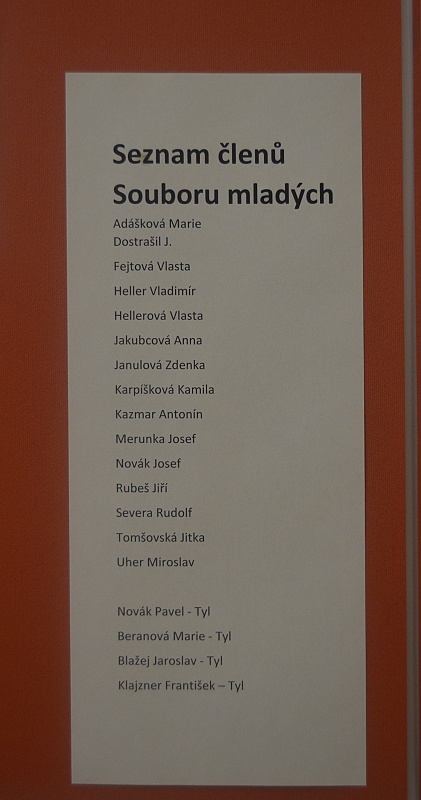 Seznam členů
Souboru mladých
Adášková Marie
Dostrašil J.
Fejtová Vlasta
Heller Vladimír
Hellerová Vlasta
Jakubcová Anna
Janulová Zdenka
Karpíšková Kamila
Kazmar Antonín
Merunka Josef
Novák Josef
Rubeš Jiří
Severa Rudolf
Tomšovská Jitka
Uher Miroslav
Novák Pavel - Tyl
Beranová Marie - Tyl
Blažej Jaroslav - Tyl
Klajzner František – Tyl